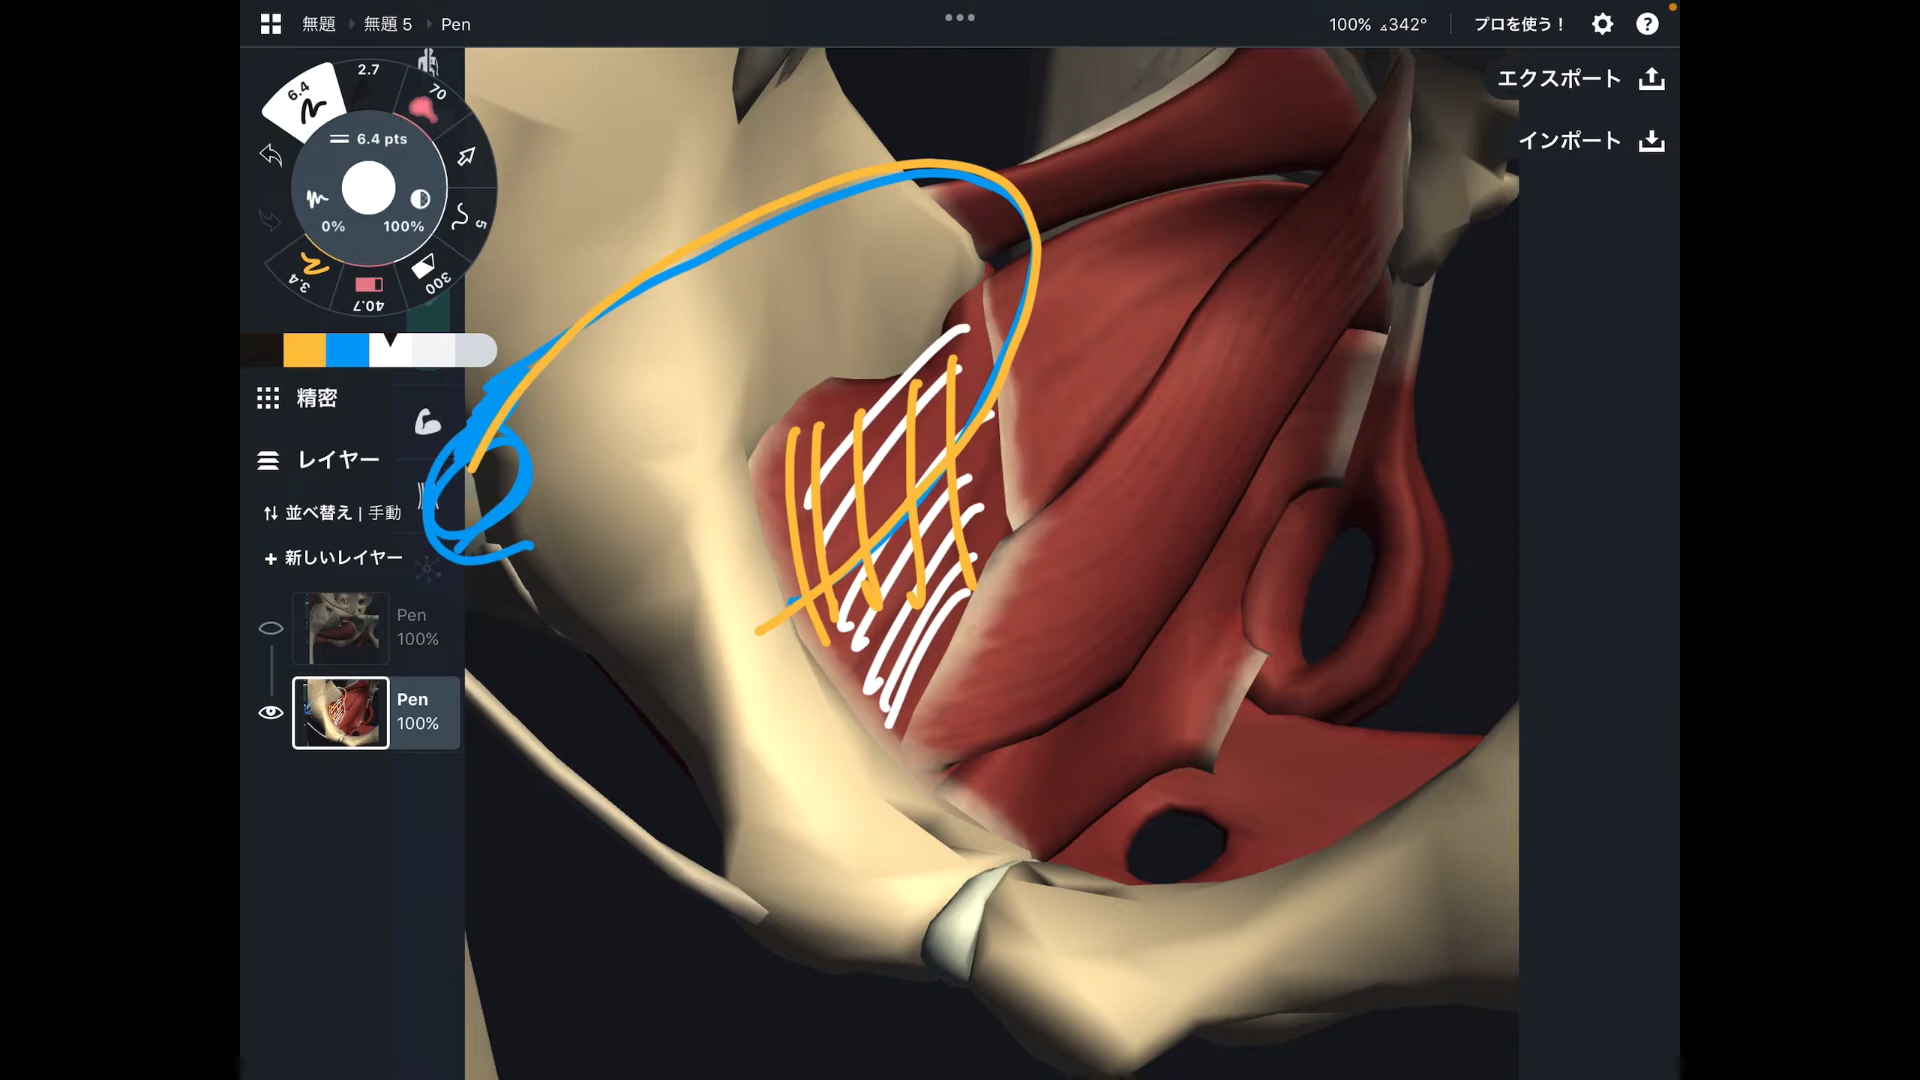 無題 無題 5 Pen
100% ⊿342°
プロを使う！
エクスポート
インポート
6.4
2.7
70
5
300
40.7
3.4
6.4 pts
0% 100%
精密
レイヤー
並べ替え | 手動
+ 新しいレイヤー
Pen
100%
Pen
100%